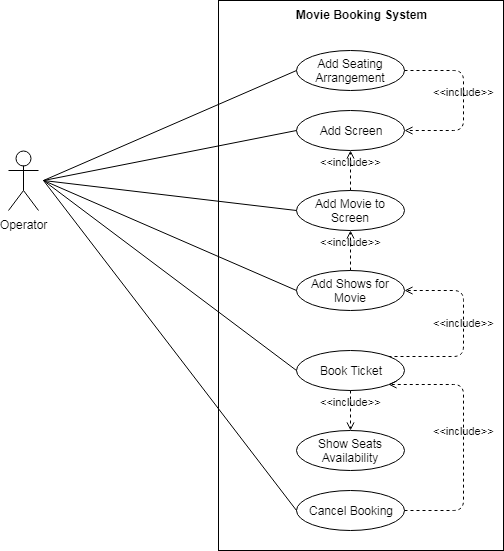 Movie Booking System
Add Seating
Arrangement
<<include>>
Add Screen
<<include>>
Operator
Add Movie to
Screen
<<include>>
Add Shows for
Movie
<<include>>
Book Ticket
<<include>>
<<include>>
Show Seats
Availability
Cancel Booking